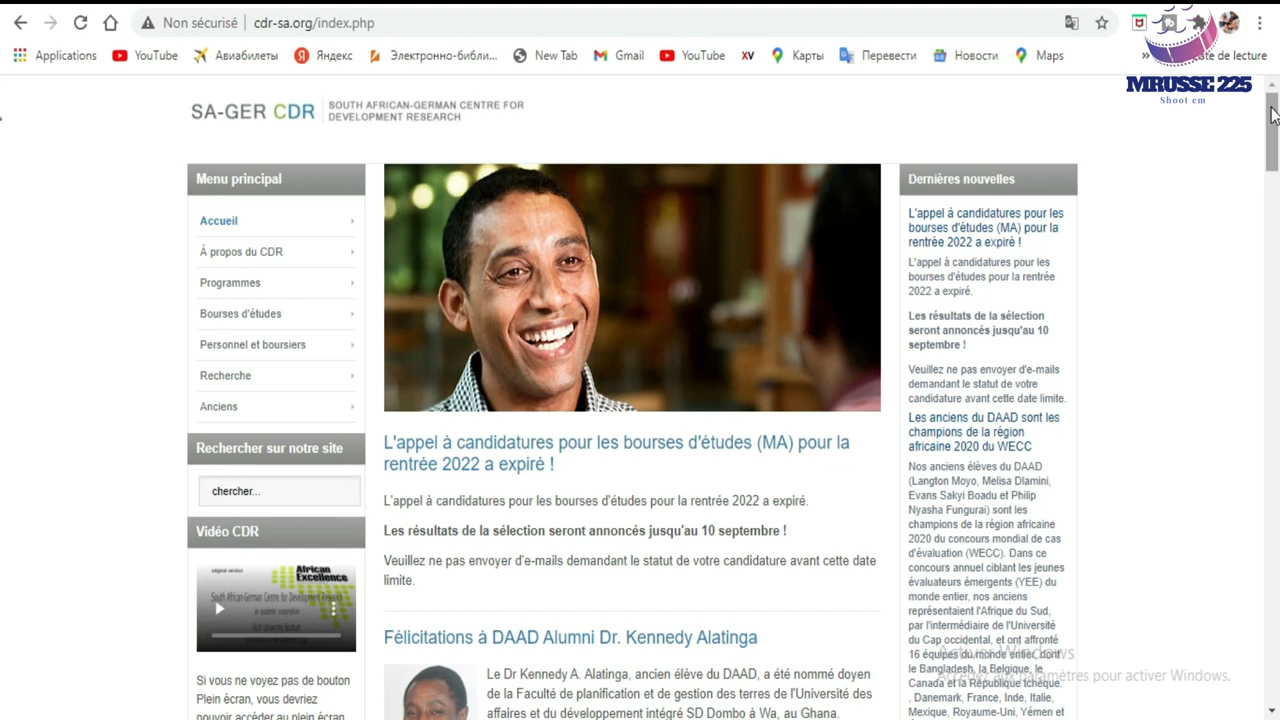 Non sécurisé
cdr-sa.org/index.php
Applications
YouTube
Авиабилеты
Яндекс
Электронно-библи...
New Tab
Gmail
YouTube
XV
Карты
Перевести
Новости
Maps
»
te de lecture
MRUSSE 225
Shoot em
SA-GER CDR
SOUTH AFRICAN-GERMAN CENTRE FOR
DEVELOPMENT RESEARCH
Menu principal
Accueil
À propos du CDR
Programmes
Bourses d'études
Personnel et boursiers
Recherche
Anciens
Rechercher sur notre site
chercher...
Vidéo CDR
African
Excellence
South African-German Centre for Development Research
Si vous ne voyez pas de bouton
Plein écran, vous devriez
pouvoir accéder au plein écran
L'appel à candidatures pour les bourses d'études (MA) pour la
rentrée 2022 a expiré !
L'appel à candidatures pour les bourses d'études pour la rentrée 2022 a expiré.
Les résultats de la sélection seront annoncés jusqu'au 10 septembre !
Veuillez ne pas envoyer d'e-mails demandant le statut de votre candidature avant cette date
limite.
Félicitations à DAAD Alumni Dr. Kennedy Alatinga
Le Dr Kennedy A. Alatinga, ancien élève du DAAD, a été nommé doyen
de la Faculté de planification et de gestion des terres de l'Université des
affaires et du développement intégré SD Dombo à Wa, au Ghana.
Dernières nouvelles
L'appel à candidatures pour les
bourses d'études (MA) pour la
rentrée 2022 a expiré !
L'appel à candidatures pour les
bourses d'études pour la rentrée
2022 a expiré.
Les résultats de la sélection
seront annoncés jusqu'au 10
septembre !
Veuillez ne pas envoyer d'e-mails
demandant le statut de votre
candidature avant cette date limite.
Les anciens du DAAD sont les
champions de la région
africaine 2020 du WECC
Nos anciens élèves du DAAD
(Langton Moyo, Melisa Dlamini,
Evans Sakyi Boadu et Philip
Nyasha Fungurai) sont les
champions de la région africaine
2020 du concours mondial de cas
d'évaluation (WECC). Dans ce
concours annuel ciblant les jeunes
évaluateurs émergents (YEE) du
monde entier, nos anciens
représentaient l'Afrique du Sud,
par l'intermédiaire de l'Université
du Cap occidental, et ont affronté
16 équipes du monde entier, dont
le Bangladesh, la Belgique, le
Canada et la République tchèque.
, Danemark, France, Inde, Italie,
Mexique, Royaume-Uni, Yémen et
Activer Windows
Accédez aux paramètres pour activer Windows.